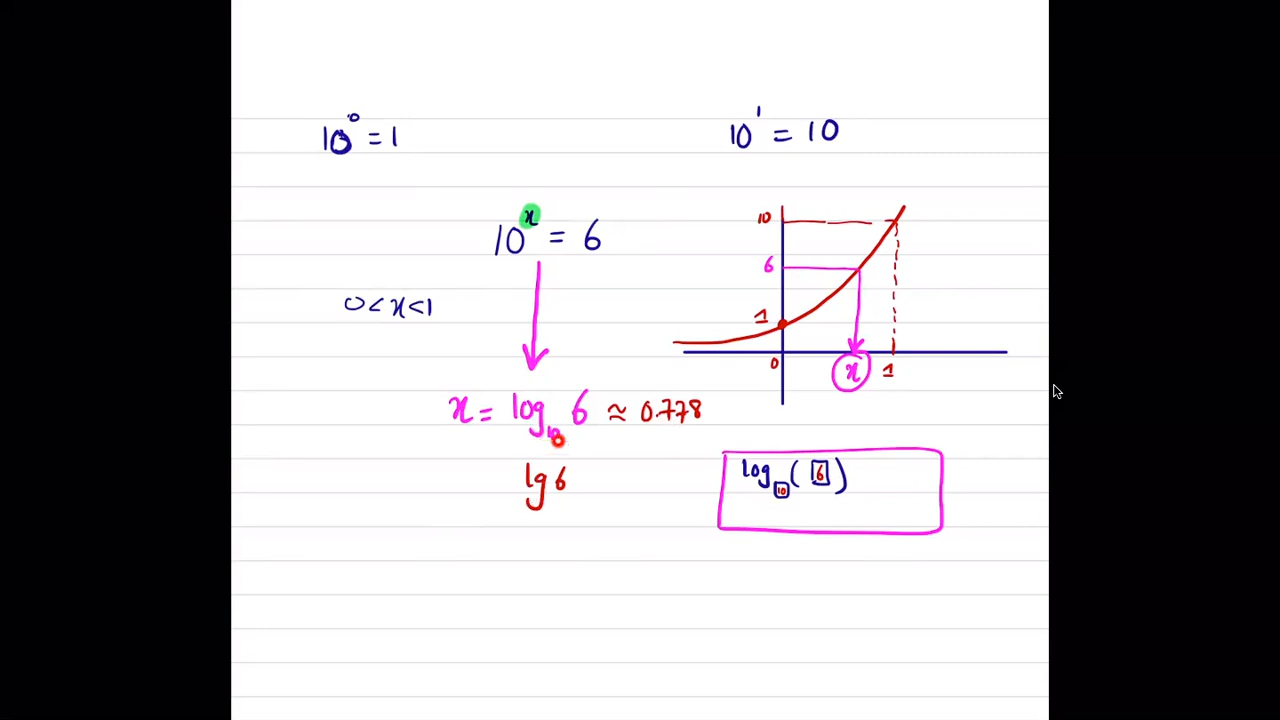 10⁰ = 1
10¹ = 10
10ˣ = 6
0 < x < 1
10
6
1
0
x
1
x = log₁₀ 6 ≈ 0.778
lg 6
log₁₀ ( 6 )